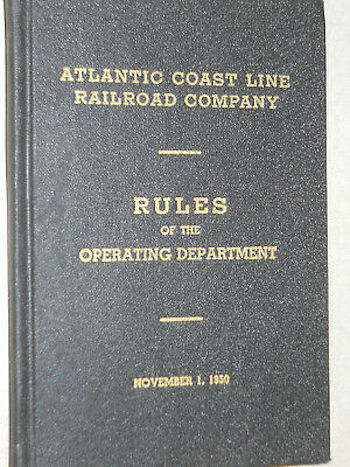 ATLANTIC COAST LINE
RAILROAD COMPANY
RULES
OF THE
OPERATING DEPARTMENT
NOVEMBER 1, 1950